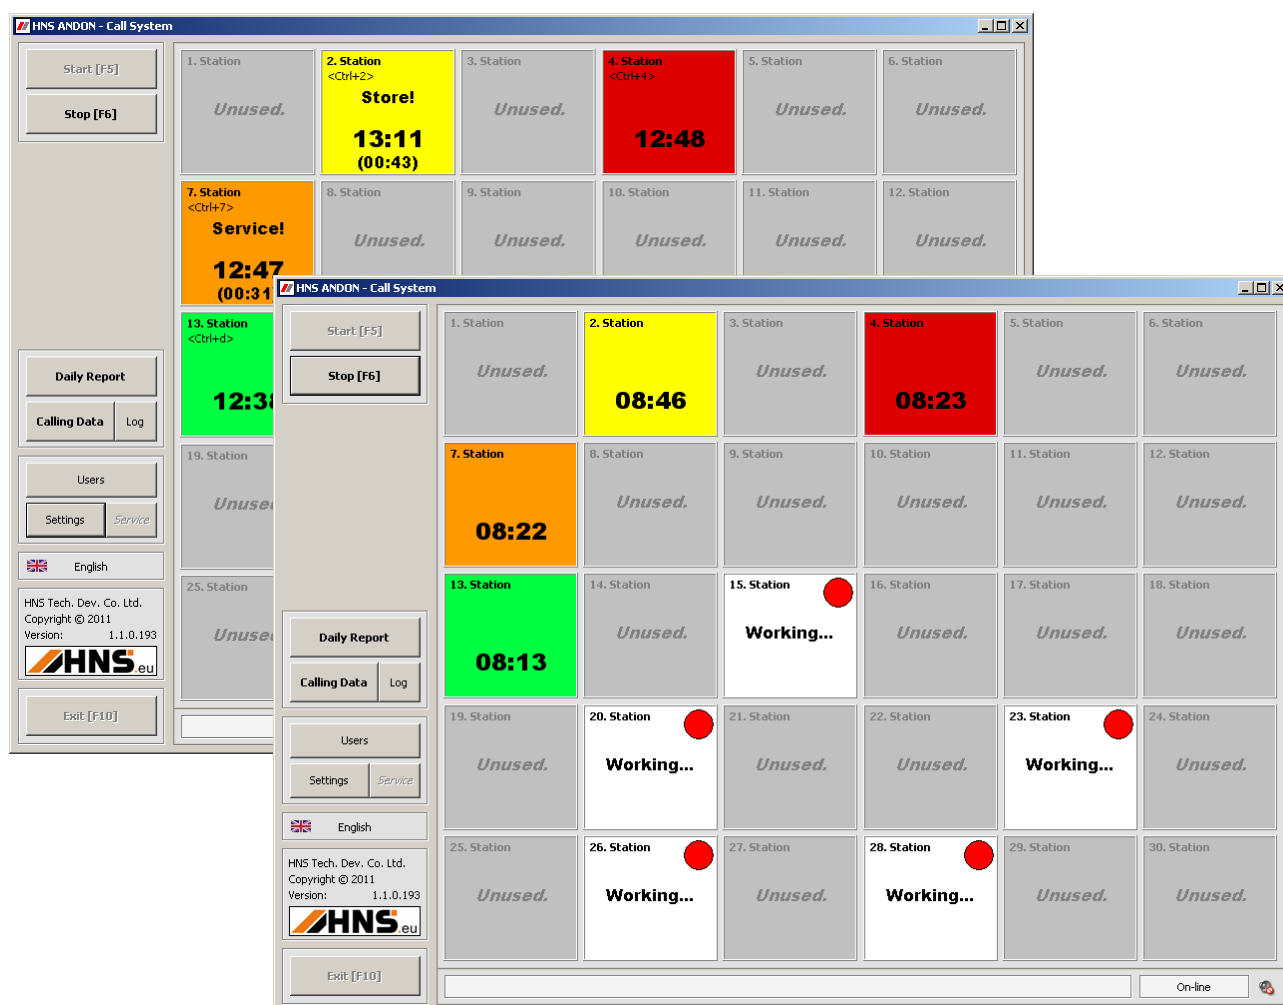 HNS ANDON - Call System
Start [F5]
Stop [F6]
1. Station
Unused.
2. Station
<Ctrl+2>
Store!
13:11
(00:43)
3. Station
Unused.
4. Station
<Ctrl+4>
12:48
5. Station
Unused.
6. Station
Unused.
7. Station
<Ctrl+7>
Service!
12:47
(00:31)
8. Station
Unused.
9. Station
Unused.
10. Station
Unused.
11. Station
Unused.
12. Station
Unused.
13. Station
<Ctrl+d>
12:38
19. Station
Unused
25. Station
Unused
Daily Report
Calling Data
Log
Users
Settings
Service
English
HNS Tech. Dev. Co. Ltd.
Copyright © 2011
Version: 1.1.0.193
HNS.eu
Exit [F10]
HNS ANDON - Call System
Start [F5]
Stop [F6]
Daily Report
Calling Data
Log
Users
Settings
Service
English
HNS Tech. Dev. Co. Ltd.
Copyright © 2011
Version: 1.1.0.193
HNS.eu
Exit [F10]
1. Station
Unused.
2. Station
08:46
3. Station
Unused.
4. Station
08:23
5. Station
Unused.
6. Station
Unused.
7. Station
08:22
8. Station
Unused.
9. Station
Unused.
10. Station
Unused.
11. Station
Unused.
12. Station
Unused.
13. Station
08:13
14. Station
Unused.
15. Station
Working...
16. Station
Unused.
17. Station
Unused.
18. Station
Unused.
19. Station
Unused.
20. Station
Working...
21. Station
Unused.
22. Station
Unused.
23. Station
Working...
24. Station
Unused.
25. Station
Unused.
26. Station
Working...
27. Station
Unused.
28. Station
Working...
29. Station
Unused.
30. Station
Unused.
On-line